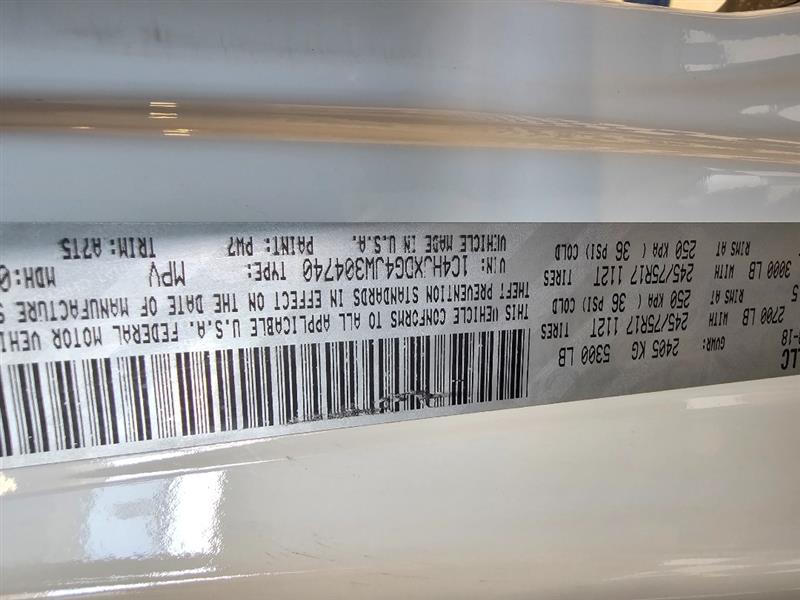 LLC
-18 GVWR: 2405 KG 5300 LB
2700 LB WITH 245/75R17 112T TIRES
5 RIMS AT 250 KPA ( 36 PSI) COLD
3000 LB WITH 245/75R17 112T TIRES
RIMS AT 250 KPA ( 36 PSI) COLD
THIS VEHICLE CONFORMS TO ALL APPLICABLE U.S.A. FEDERAL MOTOR VEHI
THEFT PREVENTION STANDARDS IN EFFECT ON THE DATE OF MANUFACTURE S
VIN: 1C4HJXDG4JW304740 TYPE: MPV MDH:0
VEHICLE MADE IN U.S.A. PAINT: PW7 TRIM: A7T5